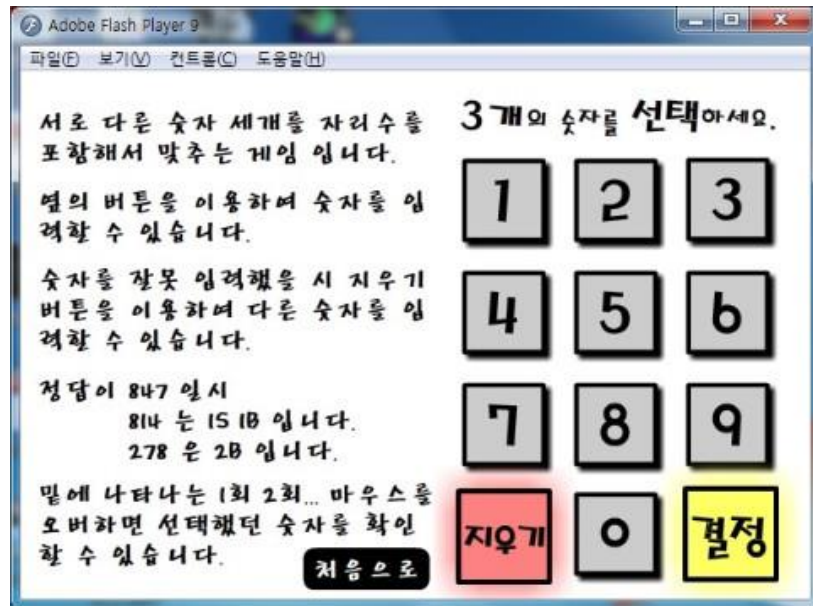 Adobe Flash Player 9
파일(F) 보기(V) 컨트롤(C) 도움말(H)
서로 다른 숫자 세개를 자리수를
포함해서 맞추는 게임 입니다.
옆의 버튼을 이용하여 숫자를 입
력할 수 있습니다.
숫자를 잘못 입력했을 시 지우기
버튼을 이용하여 다른 숫자를 입
력할 수 있습니다.
정답이 847 일시
814 는 1S 1B 입니다.
278 은 2B 입니다.
밑에 나타나는 1회 2회... 마우스를
오버하면 선택했던 숫자를 확인
할 수 있습니다.
처음으로
3개의 숫자를 선택하세요.
1 2 3
4 5 6
7 8 9
지우기 0 결정